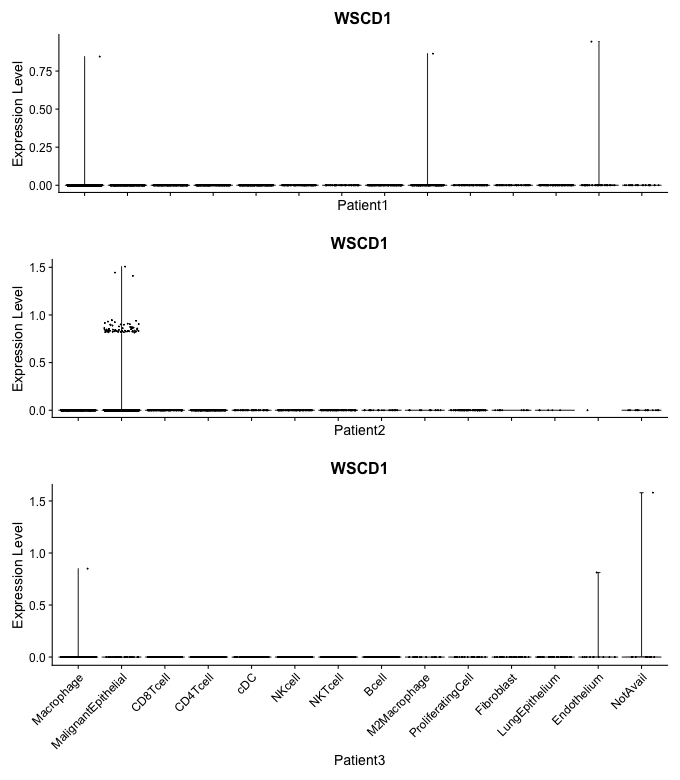 WSCD1
Expression Level
0.75
0.50
0.25
0.00
Patient1
WSCD1
Expression Level
1.5
1.0
0.5
0.0
Patient2
WSCD1
Expression Level
1.5
1.0
0.5
0.0
Macrophage
MalignantEpithelial
CD8Tcell
CD4Tcell
cDC
NKcell
NKTcell
Bcell
M2Macrophage
ProliferatingCell
Fibroblast
LungEpithelium
Endothelium
NotAvail
Patient3